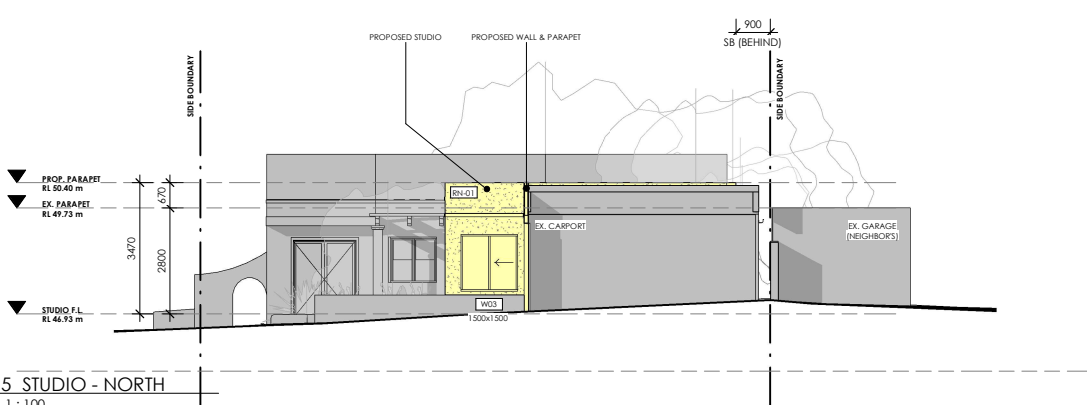 900
PROPOSED STUDIO
PROPOSED WALL & PARAPET
SB (BEHIND)
SIDE BOUNDARY
SIDE BOUNDARY
PROP. PARAPET
RL 50.40 m
EX. PARAPET
RL 49.73 m
670
3470
2800
RN-01
EX. CARPORT
EX. GARAGE
(NEIGHBOR'S)
STUDIO F.L.
RL 46.93 m
W03
1500x1500
5 STUDIO - NORTH
1 : 100